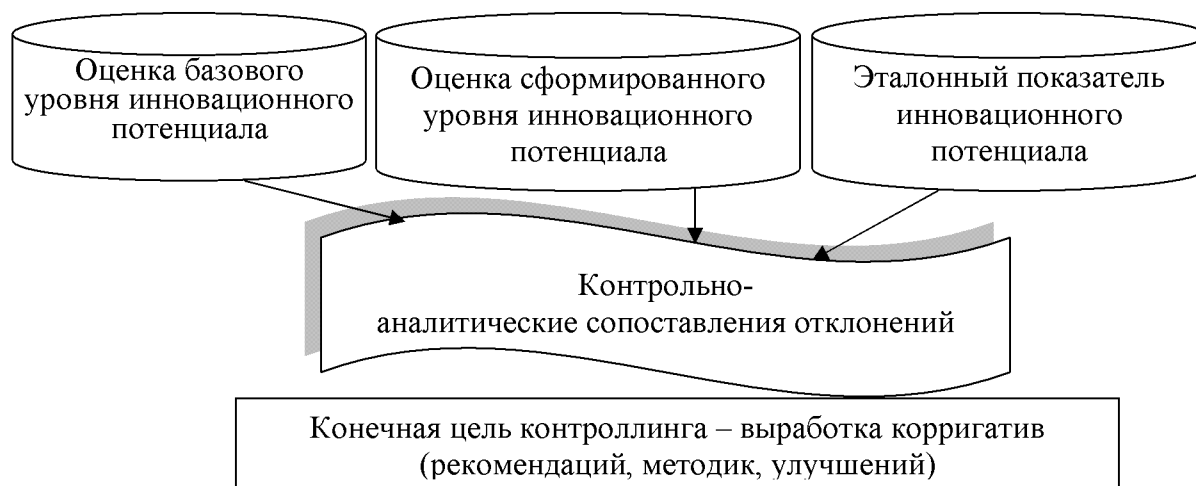 Оценка базового
уровня инновационного
потенциала
Оценка сформированного
уровня инновационного
потенциала
Эталонный показатель
инновационного
потенциала
Контрольно-
аналитические сопоставления отклонений
Конечная цель контроллинга – выработка корригатив
(рекомендаций, методик, улучшений)